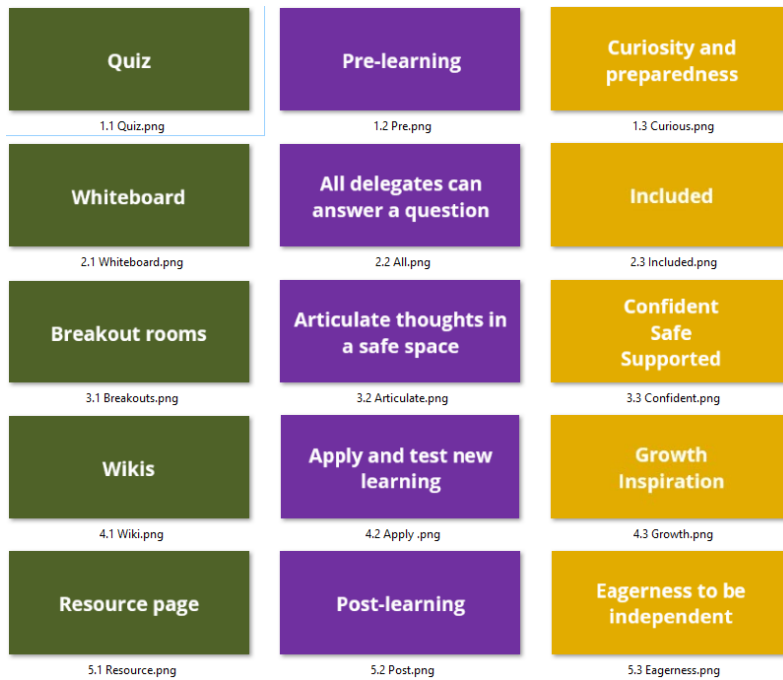 Quiz
Pre-learning
Curiosity and
preparedness
1.1 Quiz.png
1.2 Pre.png
1.3 Curious.png
Whiteboard
All delegates can
answer a question
Included
2.1 Whiteboard.png
2.2 All.png
2.3 Included.png
Breakout rooms
Articulate thoughts in
a safe space
Confident
Safe
Supported
3.1 Breakouts.png
3.2 Articulate.png
3.3 Confident.png
Wikis
Apply and test new
learning
Growth
Inspiration
4.1 Wiki.png
4.2 Apply .png
4.3 Growth.png
Resource page
Post-learning
Eagerness to be
independent
5.1 Resource.png
5.2 Post.png
5.3 Eagerness.png